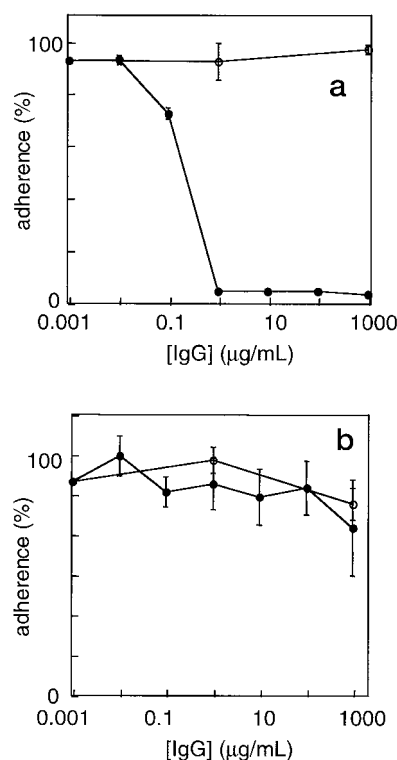 100
a
adherence (%)
0
0.001 0.1 10 1000
[IgG] (µg/mL)
b
100
adherence (%)
0
0.001 0.1 10 1000
[IgG] (µg/mL)